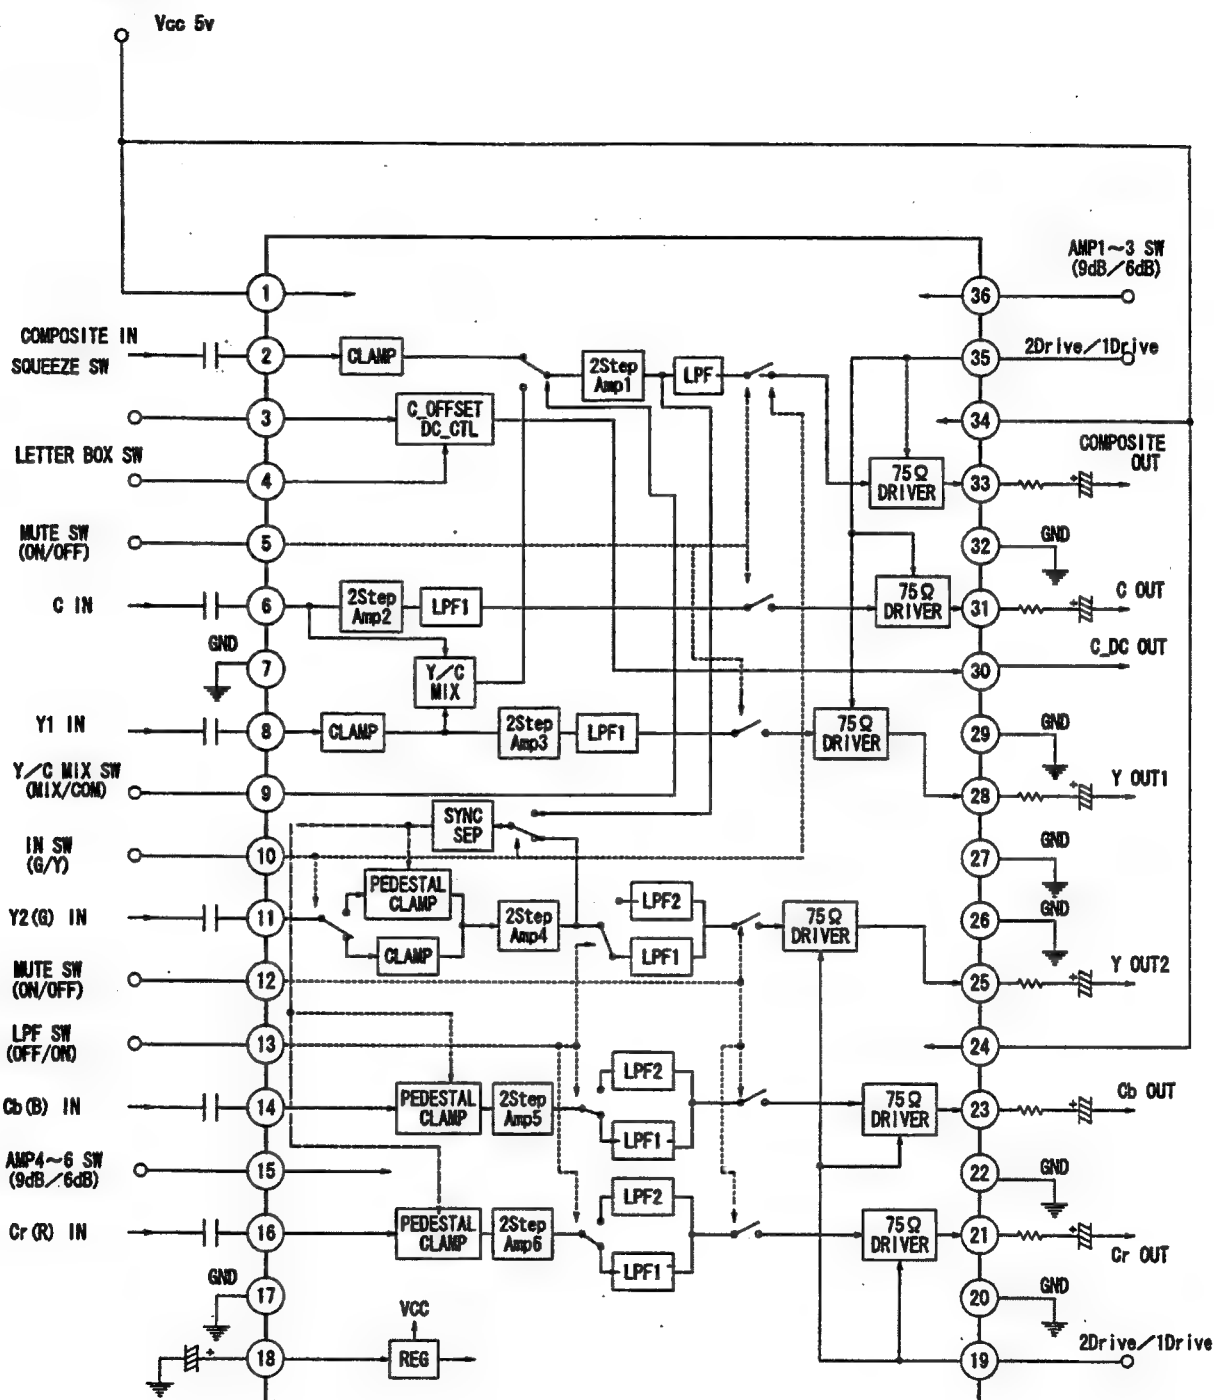 Vcc 5v
AMP1~3 SW
(9dB/6dB)
1
36
COMPOSITE IN
SQUEEZE SW
2
CLAMP
2Step
Amp1
LPF
35
2Drive/1Drive
3
C_OFFSET
DC_CTL
34
LETTER BOX SW
4
75Ω
DRIVER
33
COMPOSITE
OUT
MUTE SW
(ON/OFF)
5
32
GND
C IN
6
2Step
Amp2
LPF1
75Ω
DRIVER
31
C OUT
GND
7
Y/C
MIX
30
C_DC OUT
Y1 IN
8
CLAMP
2Step
Amp3
LPF1
75Ω
DRIVER
29
GND
Y/C MIX SW
(MIX/COM)
9
28
Y OUT1
SYNC
SEP
IN SW
(G/Y)
10
27
GND
Y2(G) IN
11
PEDESTAL
CLAMP
CLAMP
2Step
Amp4
LPF2
LPF1
75Ω
DRIVER
26
GND
MUTE SW
(ON/OFF)
12
25
Y OUT2
LPF SW
(OFF/ON)
13
24
Cb(B) IN
14
PEDESTAL
CLAMP
2Step
Amp5
LPF2
LPF1
75Ω
DRIVER
23
Cb OUT
AMP4~6 SW
(9dB/6dB)
15
22
GND
Cr(R) IN
16
PEDESTAL
CLAMP
2Step
Amp6
LPF2
LPF1
75Ω
DRIVER
21
Cr OUT
GND
17
20
GND
VCC
18
REG
19
2Drive/1Drive